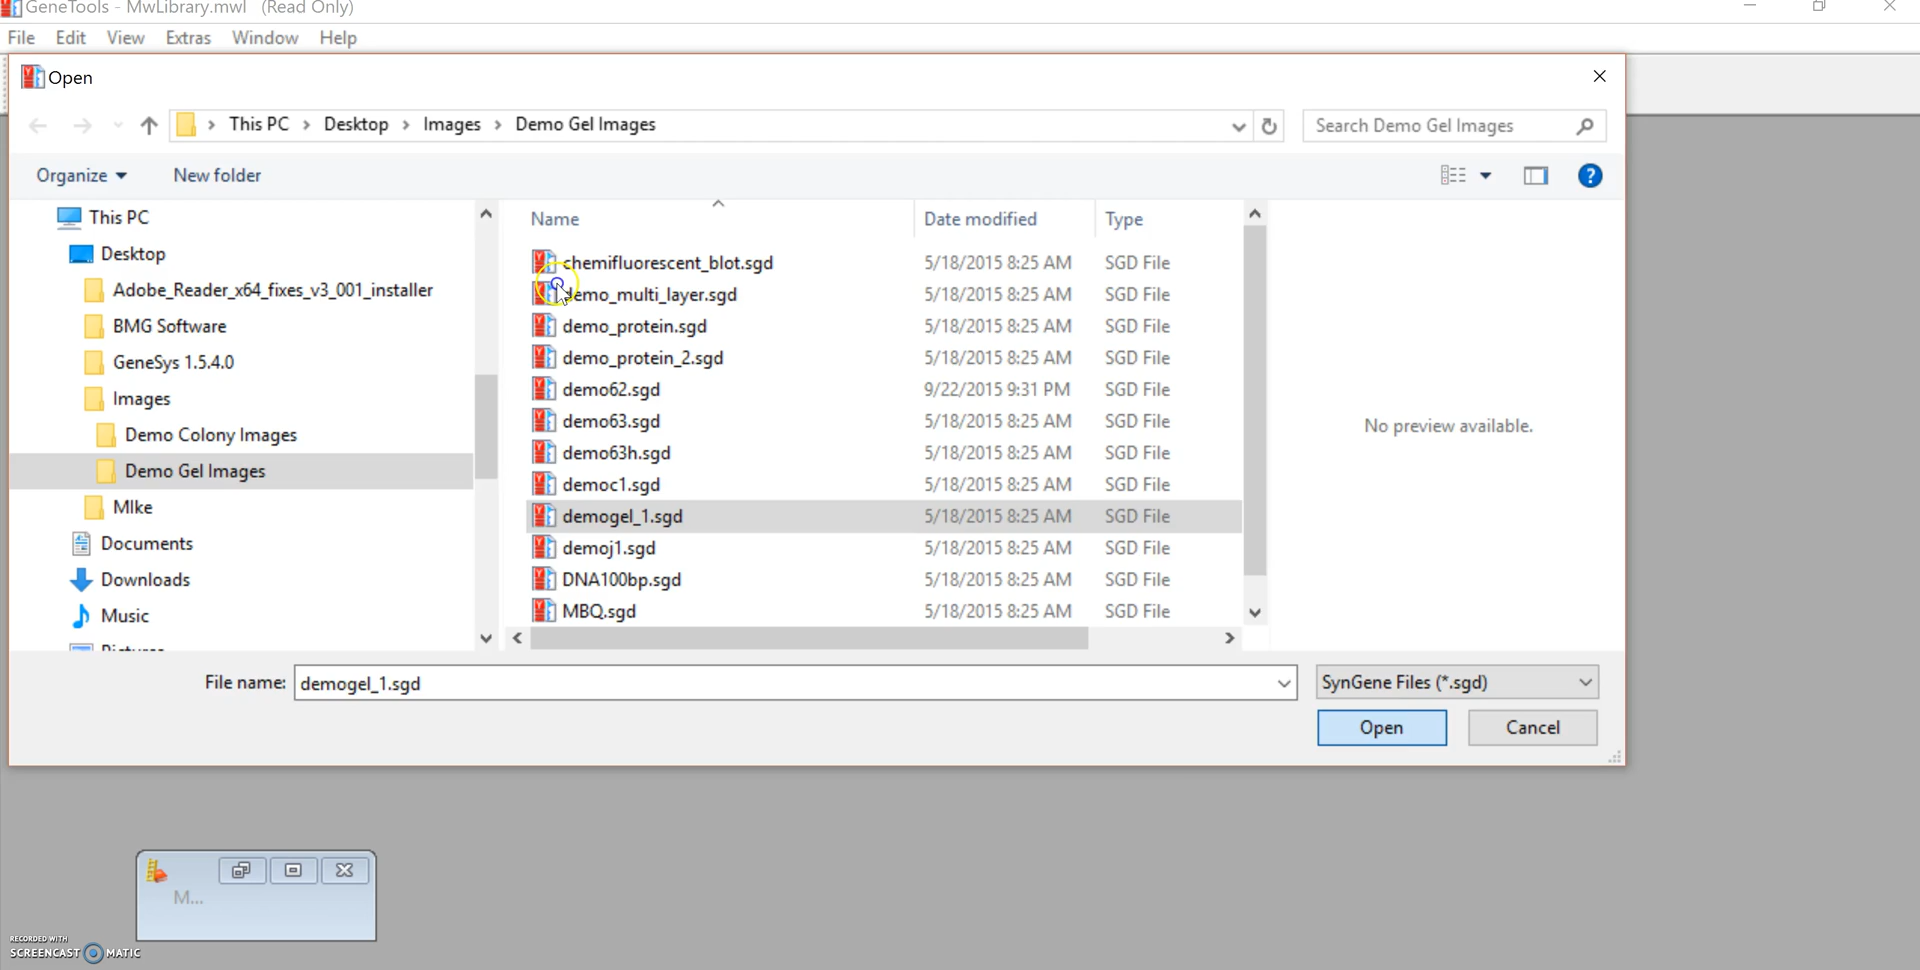 GeneTools - MwLibrary.mwl (Read Only)
File Edit View Extras Window Help
Open
This PC > Desktop > Images > Demo Gel Images
Search Demo Gel Images
Organize New folder
This PC
Desktop
Adobe_Reader_x64_fixes_v3_001_installer
BMG Software
GeneSys 1.5.4.0
Images
Demo Colony Images
Demo Gel Images
MIke
Documents
Downloads
Music
Pictures
Name Date modified Type
chemifluorescent_blot.sgd 5/18/2015 8:25 AM SGD File
demo_multi_layer.sgd 5/18/2015 8:25 AM SGD File
demo_protein.sgd 5/18/2015 8:25 AM SGD File
demo_protein_2.sgd 5/18/2015 8:25 AM SGD File
demo62.sgd 9/22/2015 9:31 PM SGD File
demo63.sgd 5/18/2015 8:25 AM SGD File
demo63h.sgd 5/18/2015 8:25 AM SGD File
democ1.sgd 5/18/2015 8:25 AM SGD File
demogel_1.sgd 5/18/2015 8:25 AM SGD File
demoj1.sgd 5/18/2015 8:25 AM SGD File
DNA100bp.sgd 5/18/2015 8:25 AM SGD File
MBQ.sgd 5/18/2015 8:25 AM SGD File
No preview available.
File name: demogel_1.sgd
SynGene Files (*.sgd)
Open Cancel
M...
RECORDED WITH
SCREENCAST MATIC